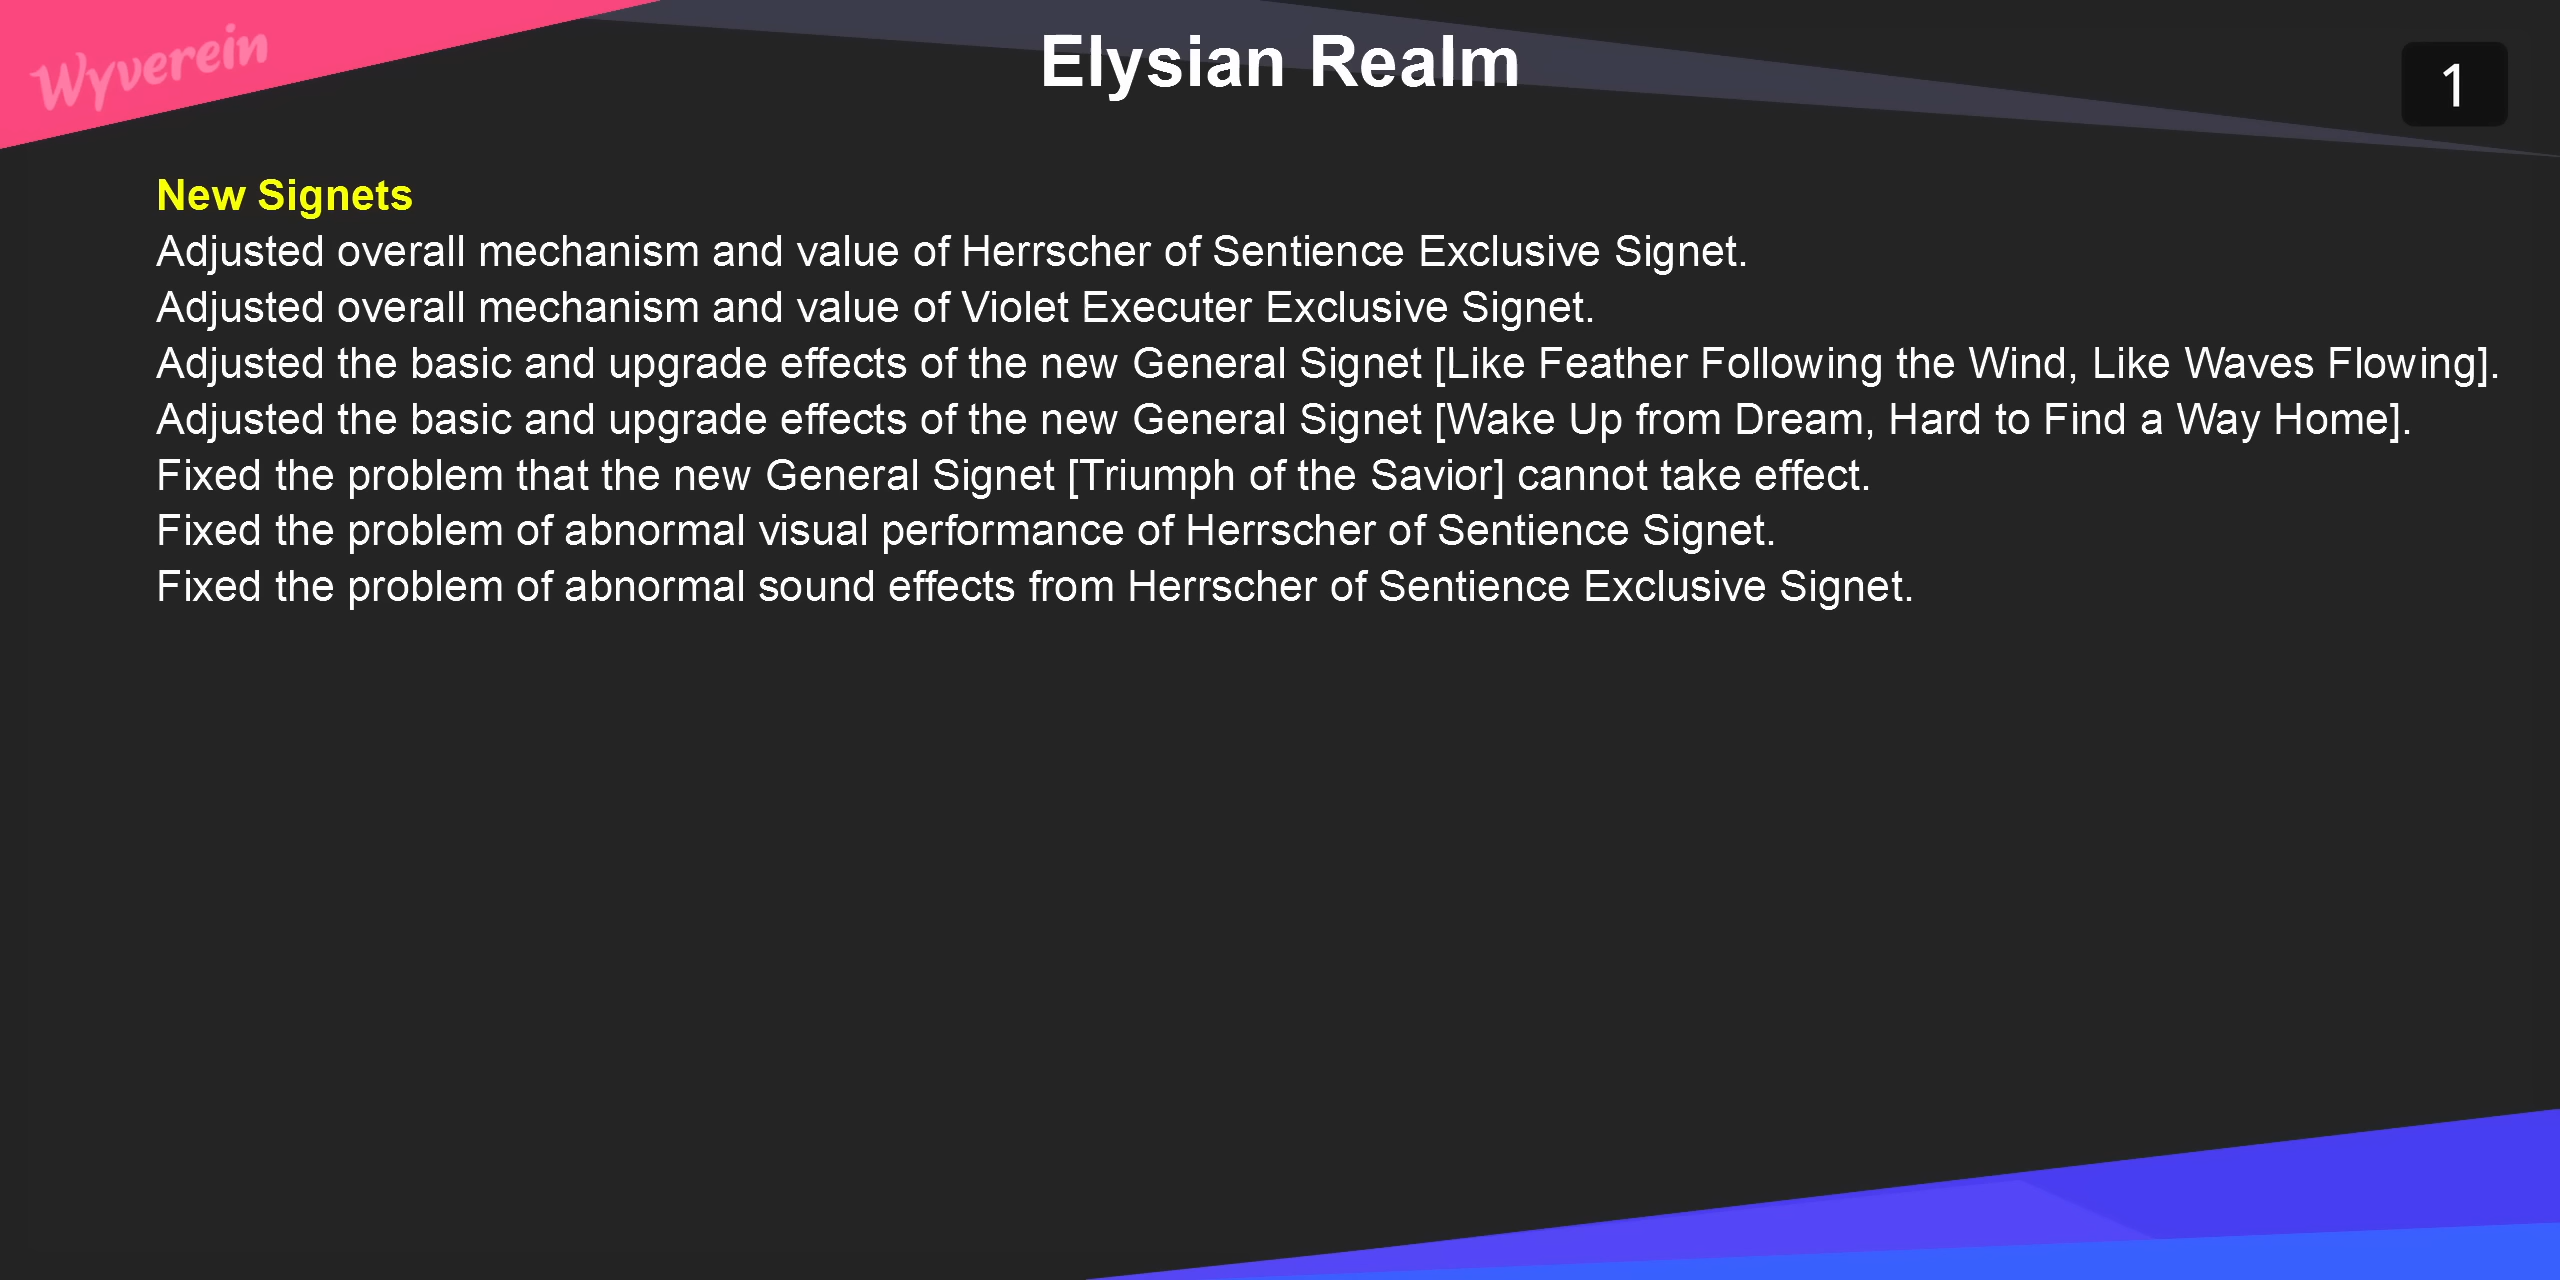 Wyverein
Elysian Realm
1
New Signets
Adjusted overall mechanism and value of Herrscher of Sentience Exclusive Signet.
Adjusted overall mechanism and value of Violet Executer Exclusive Signet.
Adjusted the basic and upgrade effects of the new General Signet [Like Feather Following the Wind, Like Waves Flowing].
Adjusted the basic and upgrade effects of the new General Signet [Wake Up from Dream, Hard to Find a Way Home].
Fixed the problem that the new General Signet [Triumph of the Savior] cannot take effect.
Fixed the problem of abnormal visual performance of Herrscher of Sentience Signet.
Fixed the problem of abnormal sound effects from Herrscher of Sentience Exclusive Signet.